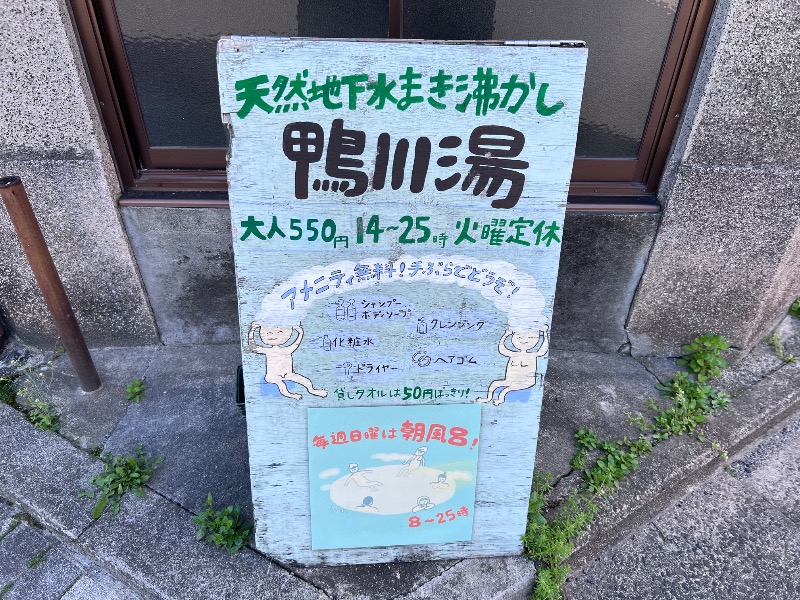 天然地下水まき沸かし
鴨川湯
大人550円 14〜25時 火曜定休
アメニティ無料!手ぶらでどうぞ!
シャンプー
ボディソープ
クレンジング
化粧水
ヘアゴム
ドライヤー
貸しタオルは50円ぽっきり!
毎週日曜は朝風呂!
8〜25時